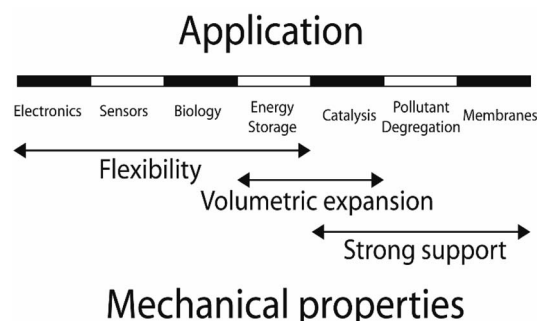 Application
Electronics
Sensors
Biology
Energy
Storage
Catalysis
Pollutant
Degregation
Membranes
Flexibility
Volumetric expansion
Strong support
Mechanical properties